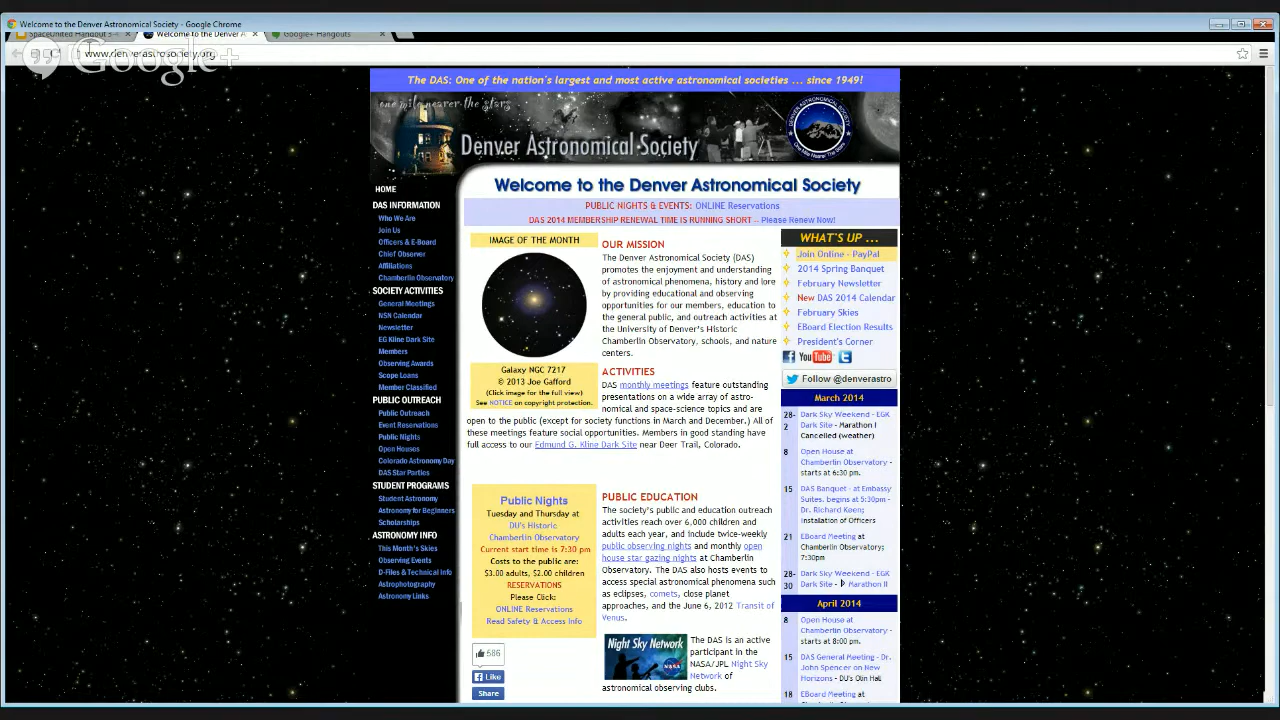 Welcome to the Denver Astronomical Society - Google Chrome
SpaceUnited Hangout 3-
Welcome to the Denver A
Google+ Hangouts
www.denverastrosociety.org
Google+
The DAS: One of the nation's largest and most active astronomical societies ... since 1949!
one mile nearer the stars
Denver Astronomical Society
DENVER ASTRONOMICAL SOCIETY
One Mile Nearer The Stars
Welcome to the Denver Astronomical Society
PUBLIC NIGHTS & EVENTS: ONLINE Reservations
DAS 2014 MEMBERSHIP RENEWAL TIME IS RUNNING SHORT -- Please Renew Now!
HOME
DAS INFORMATION
Who We Are
Join Us
Officers & E-Board
Chief Observer
Affiliations
Chamberlin Observatory
SOCIETY ACTIVITIES
General Meetings
NSN Calendar
Newsletter
EG Kline Dark Site
Members
Observing Awards
Scope Loans
Member Classified
PUBLIC OUTREACH
Public Outreach
Event Reservations
Public Nights
Open Houses
Colorado Astronomy Day
DAS Star Parties
STUDENT PROGRAMS
Student Astronomy
Astronomy for Beginners
Scholarships
ASTRONOMY INFO
This Month's Skies
Observing Events
D-Files & Technical Info
Astrophotography
Astronomy Links
IMAGE OF THE MONTH
Galaxy NGC 7217
© 2013 Joe Gafford
(Click image for the full view)
See NOTICE on copyright protection.
OUR MISSION
The Denver Astronomical Society (DAS)
promotes the enjoyment and understanding
of astronomical phenomena, history and lore
by providing educational and observing
opportunities for our members, education to
the general public, and outreach activities at
the University of Denver's Historic
Chamberlin Observatory, schools, and nature
centers.
ACTIVITIES
DAS monthly meetings feature outstanding
presentations on a wide array of astro-
nomical and space-science topics and are
open to the public (except for society functions in March and December.) All of
these meetings feature social opportunities. Members in good standing have
full access to our Edmund G. Kline Dark Site near Deer Trail, Colorado.
Public Nights
Tuesday and Thursday at
DU's Historic
Chamberlin Observatory
Current start time is 7:30 pm
Costs to the public are:
$3.00 adults, $2.00 children
RESERVATIONS
Please Click:
ONLINE Reservations
Read Safety & Access Info
586
Like
Share
PUBLIC EDUCATION
The society's public and education outreach
activities reach over 6,000 children and
adults each year, and include twice-weekly
public observing nights and monthly open
house star gazing nights at Chamberlin
Observatory. The DAS also hosts events to
access special astronomical phenomena such
as eclipses, comets, close planet
approaches, and the June 6, 2012 Transit of
Venus.
Night Sky Network
NASA
The DAS is an active
participant in the
NASA/JPL Night Sky
Network of
astronomical observing clubs.
WHAT'S UP ...
Join Online - PayPal
2014 Spring Banquet
February Newsletter
New DAS 2014 Calendar
February Skies
EBoard Election Results
President's Corner
You Tube
Follow @denverastro
March 2014
28-2 Dark Sky Weekend - EGK
Dark Site - Marathon I
Cancelled (weather)
8 Open House at
Chamberlin Observatory -
starts at 6:30 pm.
15 DAS Banquet - at Embassy
Suites. begins at 5:30pm -
Dr. Richard Keen;
Installation of Officers
21 EBoard Meeting at
Chamberlin Observatory;
7:30pm
28-30 Dark Sky Weekend - EGK
Dark Site - Marathon II
April 2014
8 Open House at
Chamberlin Observatory -
starts at 8:00 pm.
15 DAS General Meeting - Dr.
John Spencer on New
Horizons - DU's Olin Hall
18 EBoard Meeting at